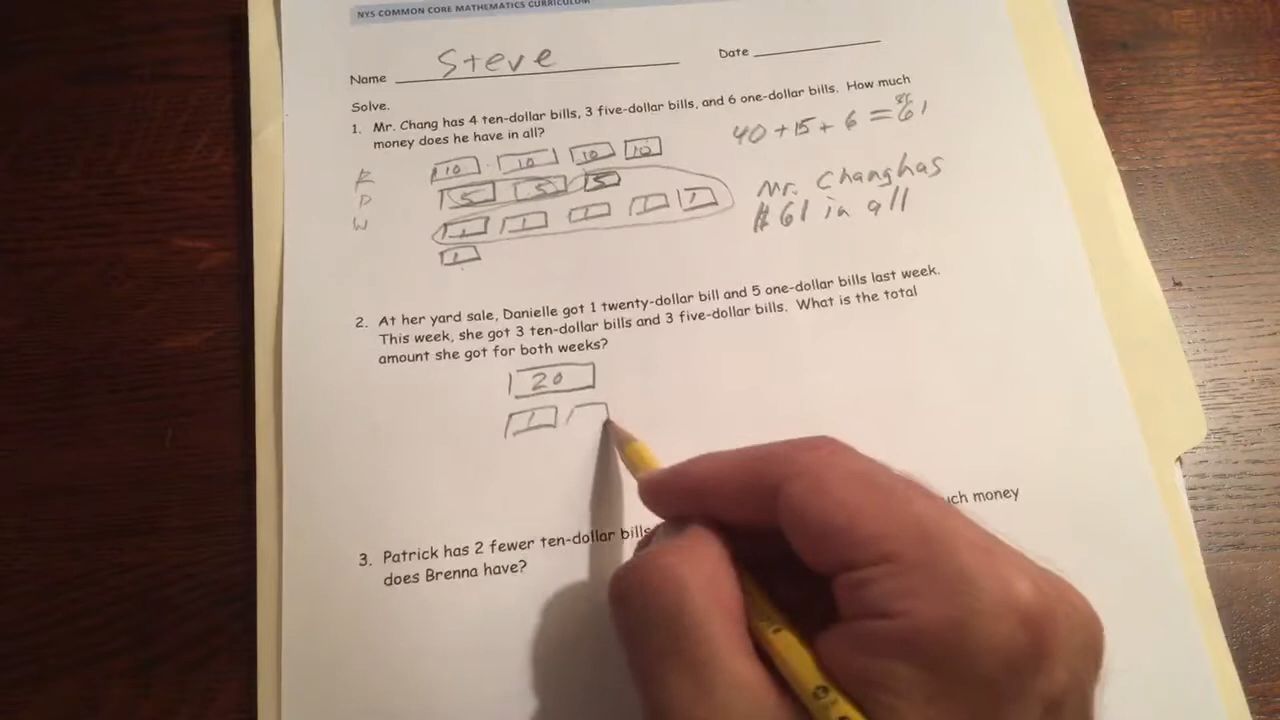 NYS COMMON CORE MATHEMATICS CURRICULUM
Name Steve Date
Solve.
1. Mr. Chang has 4 ten-dollar bills, 3 five-dollar bills, and 6 one-dollar bills. How much
money does he have in all?
40 + 15 + 6 = 61
R
D
W
10 10 10 10
5 5 5
1 1 1 1 1
1
Mr. Chang has
$61 in all
2. At her yard sale, Danielle got 1 twenty-dollar bill and 5 one-dollar bills last week.
This week, she got 3 ten-dollar bills and 3 five-dollar bills. What is the total
amount she got for both weeks?
20
1
3. Patrick has 2 fewer ten-dollar bills money
does Brenna have?